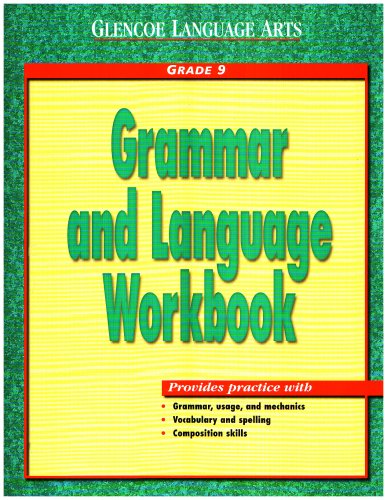 GLENCOE LANGUAGE ARTS
GRADE 9
Grammar
and Language
Workbook
Provides practice with
• Grammar, usage, and mechanics
• Vocabulary and spelling
• Composition skills